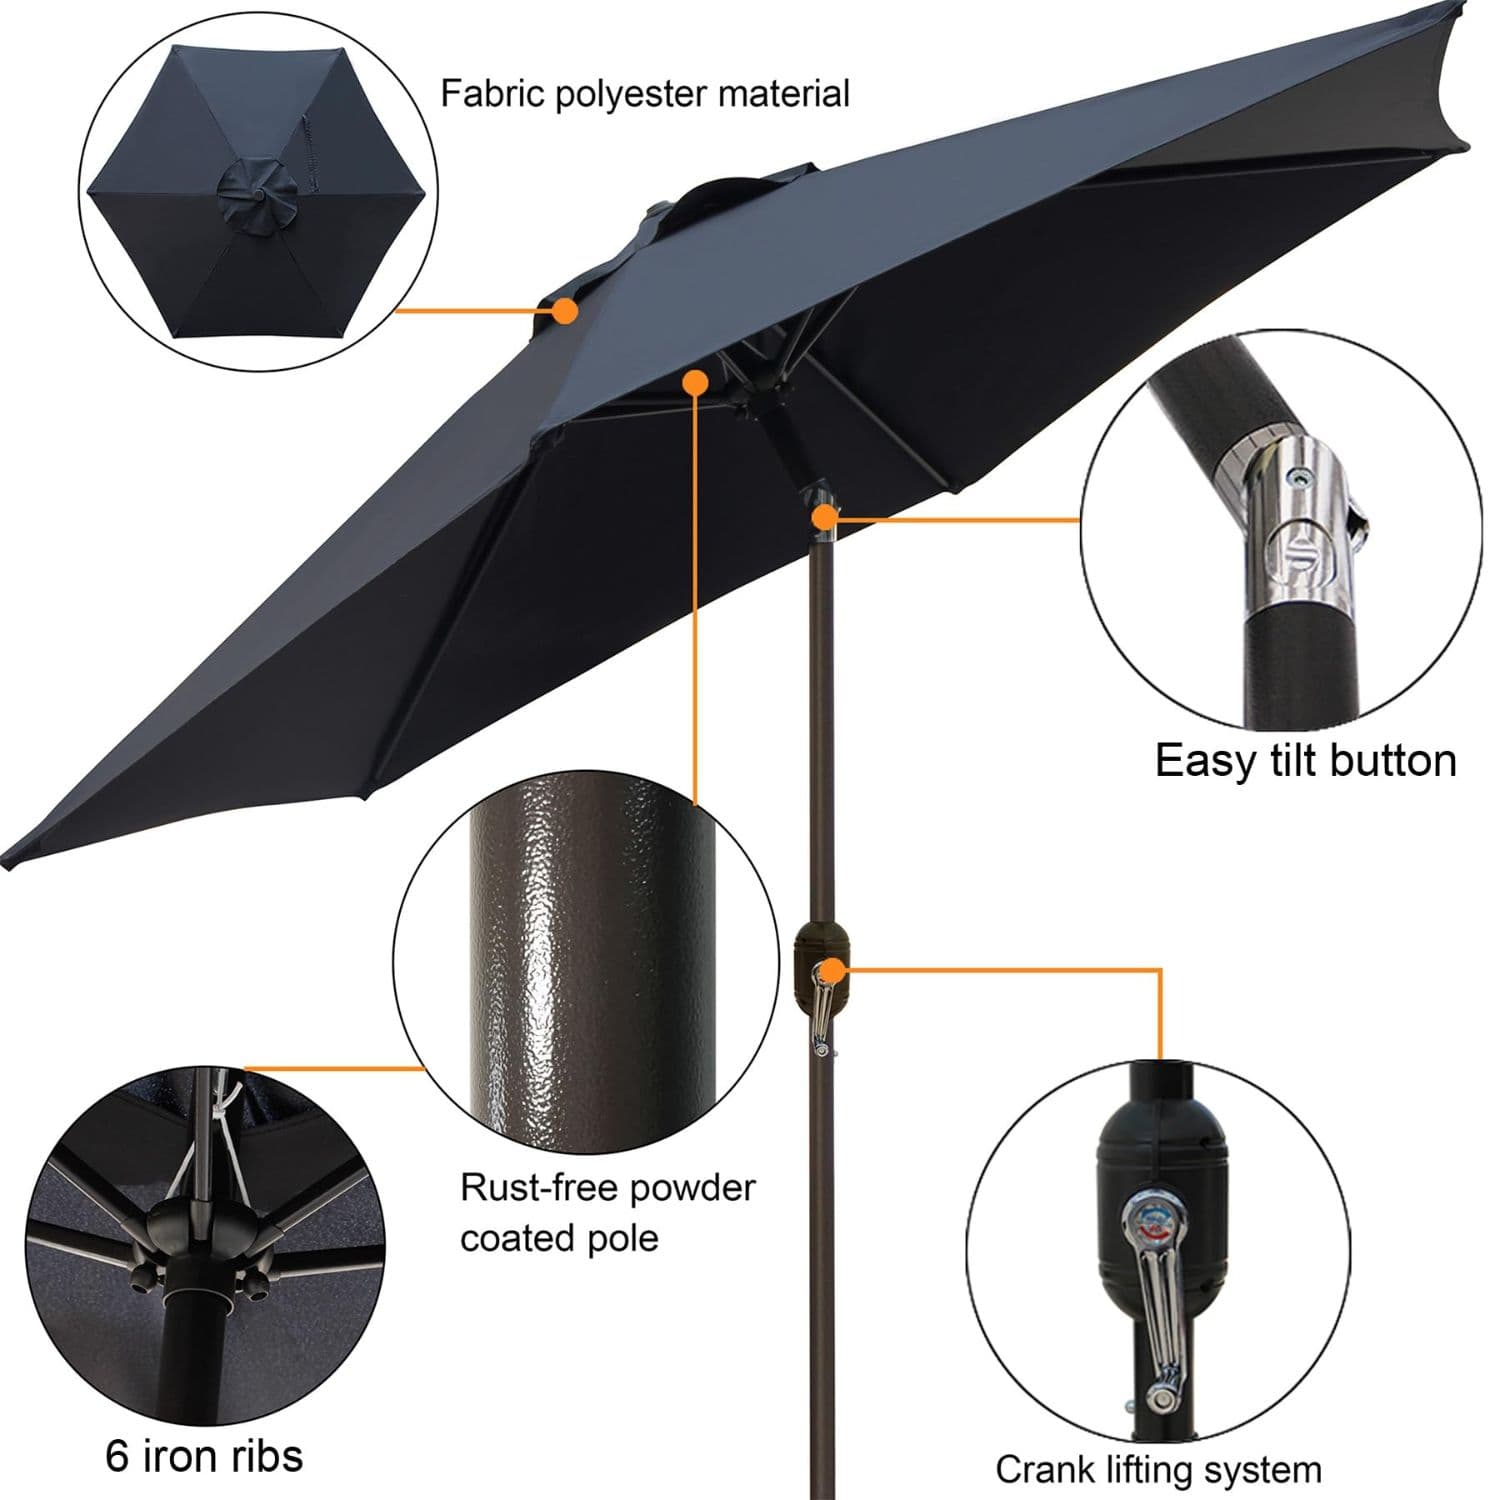 Fabric polyester material
Easy tilt button
Rust-free powder
coated pole
6 iron ribs
Crank lifting system